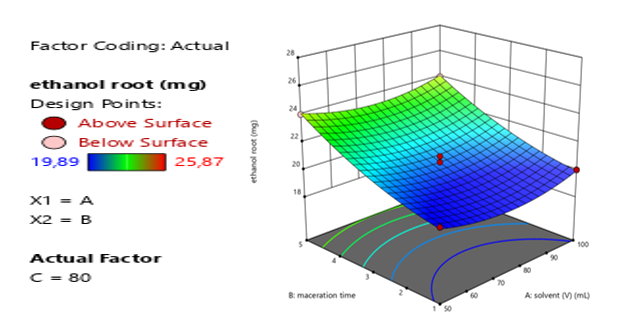 Factor Coding: Actual
ethanol root (mg)
Design Points:
Above Surface
Below Surface
19,89 25,87
X1 = A
X2 = B
Actual Factor
C = 80
ethanol root (mg)
28
26
24
22
20
18
5
4
3
2
1
50
60
70
80
90
100
B: maceration time
A: solvent (V) (mL)